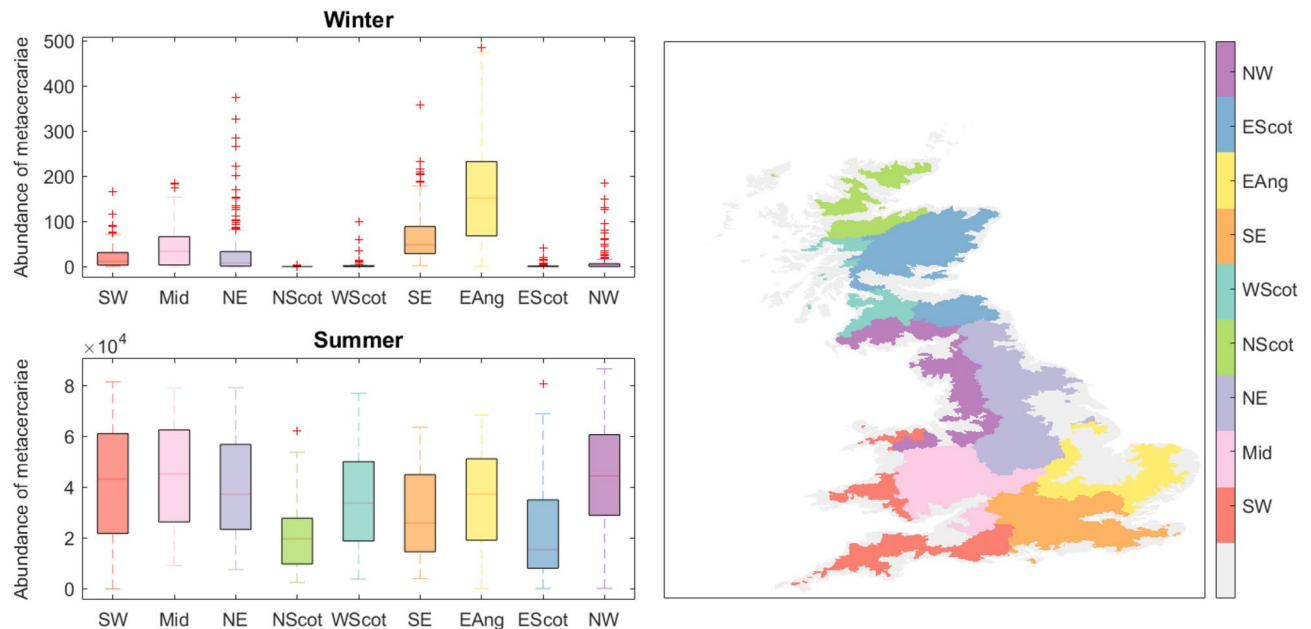 Winter
Abundance of metacercariae
500
400
300
200
100
0
SW Mid NE NScot WScot SE EAng EScot NW
Summer
×10⁴
Abundance of metacercariae
8
6
4
2
0
SW Mid NE NScot WScot SE EAng EScot NW
NW
EScot
EAng
SE
WScot
NScot
NE
Mid
SW